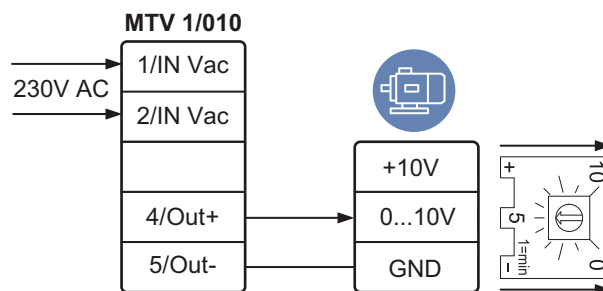 MTV 1/010
1/IN Vac
230V AC
2/IN Vac
4/Out+
5/Out-
+10V
0...10V
GND
+
10
5
1=min
-
0